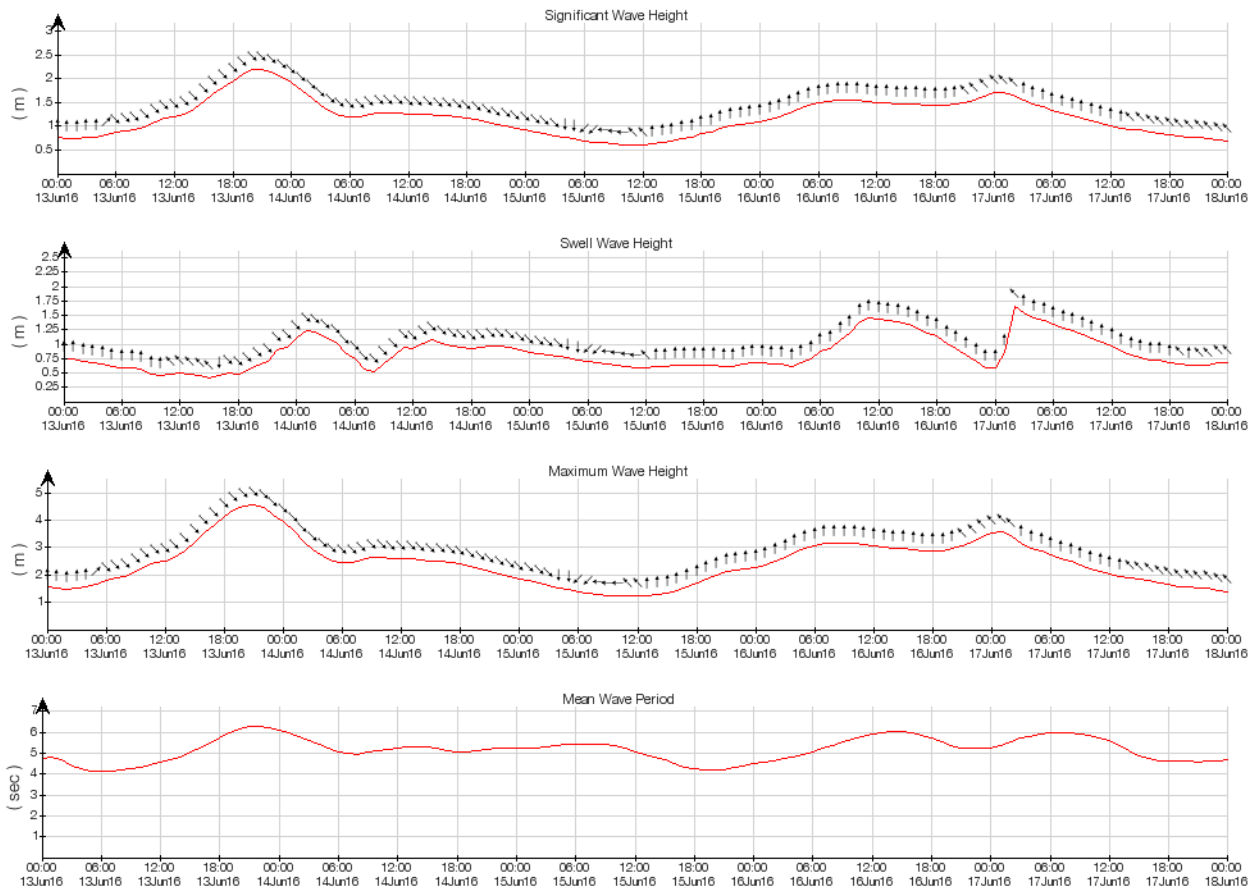 Significant Wave Height
3
2.5
2
1.5
1
0.5
( m )
00:00 06:00 12:00 18:00 00:00 06:00 12:00 18:00 00:00 06:00 12:00 18:00 00:00 06:00 12:00 18:00 00:00 06:00 12:00 18:00 00:00
13Jun16 13Jun16 13Jun16 13Jun16 14Jun16 14Jun16 14Jun16 14Jun16 15Jun16 15Jun16 15Jun16 15Jun16 16Jun16 16Jun16 16Jun16 16Jun16 17Jun16 17Jun16 17Jun16 17Jun16 18Jun16
Swell Wave Height
2.5
2.25
2
1.75
1.5
1.25
1
0.75
0.5
0.25
( m )
00:00 06:00 12:00 18:00 00:00 06:00 12:00 18:00 00:00 06:00 12:00 18:00 00:00 06:00 12:00 18:00 00:00 06:00 12:00 18:00 00:00
13Jun16 13Jun16 13Jun16 13Jun16 14Jun16 14Jun16 14Jun16 14Jun16 15Jun16 15Jun16 15Jun16 15Jun16 16Jun16 16Jun16 16Jun16 16Jun16 17Jun16 17Jun16 17Jun16 17Jun16 18Jun16
Maximum Wave Height
5
4
3
2
1
( m )
00:00 06:00 12:00 18:00 00:00 06:00 12:00 18:00 00:00 06:00 12:00 18:00 00:00 06:00 12:00 18:00 00:00 06:00 12:00 18:00 00:00
13Jun16 13Jun16 13Jun16 13Jun16 14Jun16 14Jun16 14Jun16 14Jun16 15Jun16 15Jun16 15Jun16 15Jun16 16Jun16 16Jun16 16Jun16 16Jun16 17Jun16 17Jun16 17Jun16 17Jun16 18Jun16
Mean Wave Period
7
6
5
4
3
2
1
( sec )
00:00 06:00 12:00 18:00 00:00 06:00 12:00 18:00 00:00 06:00 12:00 18:00 00:00 06:00 12:00 18:00 00:00 06:00 12:00 18:00 00:00
13Jun16 13Jun16 13Jun16 13Jun16 14Jun16 14Jun16 14Jun16 14Jun16 15Jun16 15Jun16 15Jun16 15Jun16 16Jun16 16Jun16 16Jun16 16Jun16 17Jun16 17Jun16 17Jun16 17Jun16 18Jun16